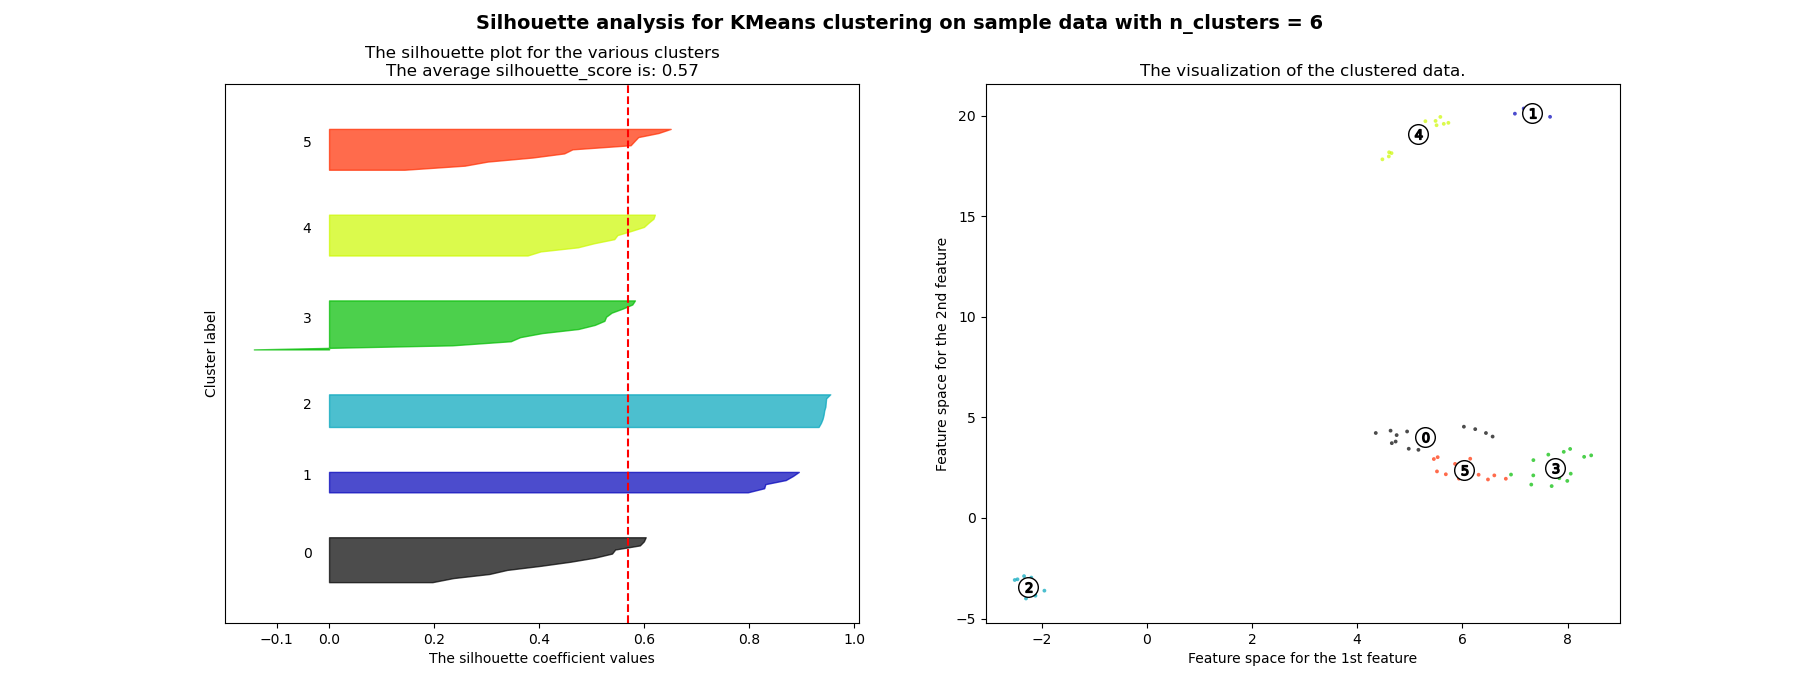 Silhouette analysis for KMeans clustering on sample data with n_clusters = 6
The silhouette plot for the various clusters
The average silhouette_score is: 0.57
Cluster label
5
4
3
2
1
0
−0.1 0.0 0.2 0.4 0.6 0.8 1.0
The silhouette coefficient values
The visualization of the clustered data.
Feature space for the 2nd feature
20
15
10
5
0
−5
1
4
0
5
3
2
−2 0 2 4 6 8
Feature space for the 1st feature